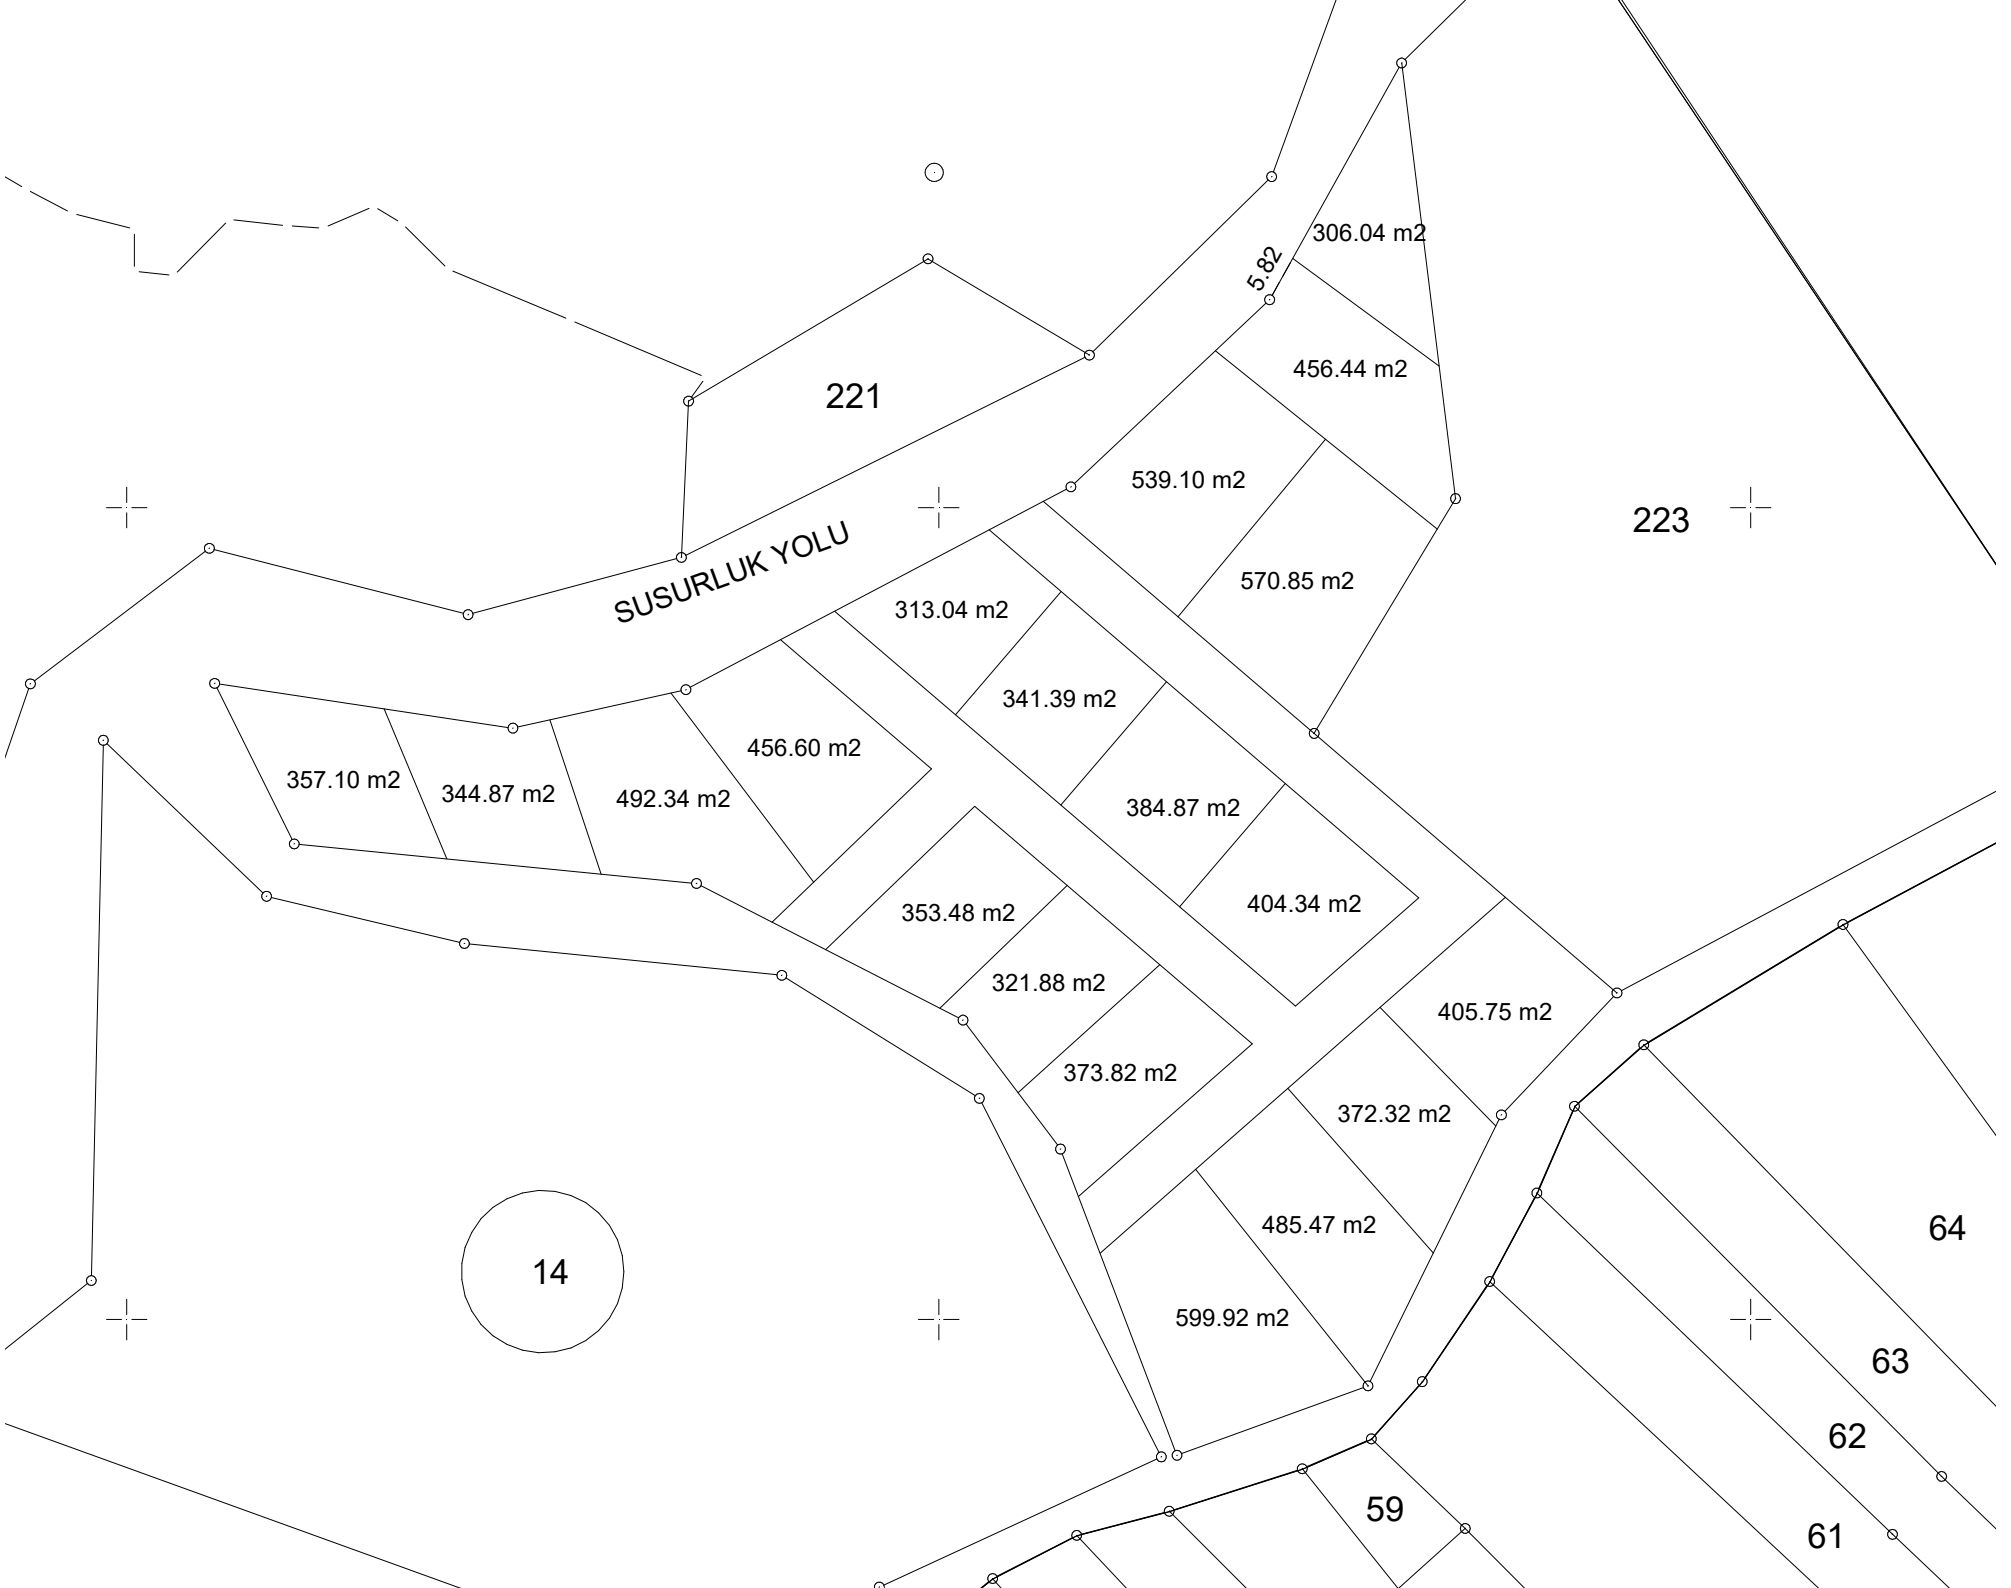 306.04 m2
5.82
456.44 m2
221
539.10 m2
223
SUSURLUK YOLU
570.85 m2
313.04 m2
341.39 m2
456.60 m2
357.10 m2
344.87 m2
492.34 m2
384.87 m2
404.34 m2
353.48 m2
321.88 m2
405.75 m2
373.82 m2
372.32 m2
485.47 m2
64
14
599.92 m2
63
62
59
61